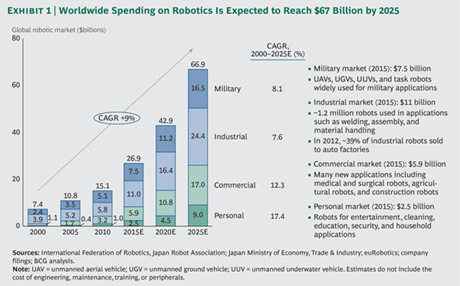 EXHIBIT 1 | Worldwide Spending on Robotics Is Expected to Reach $67 Billion by 2025
Global robotic market ($billions)
CAGR,
2000–2025E (%)
80
60
40
20
0
CAGR +9%
7.4
2.4
3.9
1.1
2000
10.8
3.5
5.2
1.7
0.4
2005
15.1
5.1
5.8
3.2
1.0
2010
26.9
7.5
11.0
5.9
2.5
2015E
42.9
11.2
16.4
10.8
4.5
2020E
66.9
16.5
24.4
17.0
9.0
2025E
Military 8.1
Industrial 7.6
Commercial 12.3
Personal 17.4
• Military market (2015): $7.5 billion
• UAVs, UGVs, UUVs, and task robots
widely used for military applications
• Industrial market (2015): $11 billion
• ~1.2 million robots used in applications
such as welding, assembly, and
material handling
• In 2012, ~39% of industrial robots sold
to auto factories
• Commercial market (2015): $5.9 billion
• Many new applications including
medical and surgical robots, agricul-
tural robots, and construction robots
• Personal market (2015): $2.5 billion
• Robots for entertainment, cleaning,
education, security, and household
applications
Sources: International Federation of Robotics, Japan Robot Association; Japan Ministry of Economy, Trade & Industry; euRobotics; company
filings; BCG analysis.
Note: UAV = unmanned aerial vehicle; UGV = unmanned ground vehicle; UUV = unmanned underwater vehicle. Estimates do not include the
cost of engineering, maintenance, training, or peripherals.